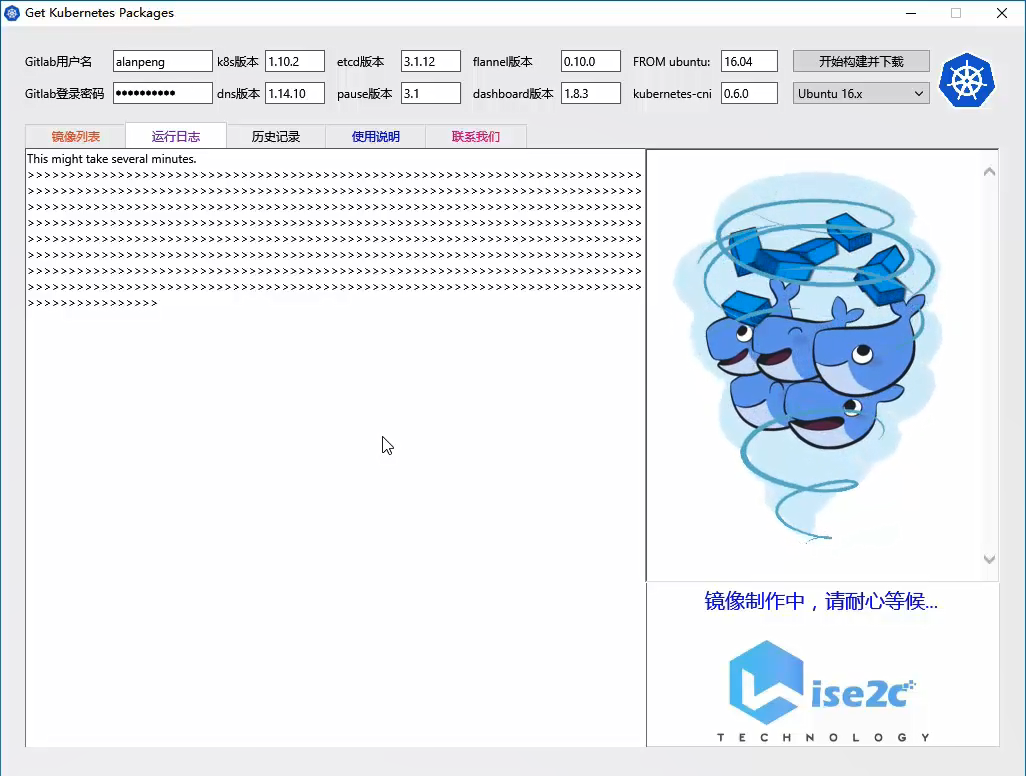 Get Kubernetes Packages
Gitlab用户名 alanpeng k8s版本 1.10.2 etcd版本 3.1.12 flannel版本 0.10.0 FROM ubuntu: 16.04 开始构建并下载
Gitlab登录密码 ●●●●●●●●●● dns版本 1.14.10 pause版本 3.1 dashboard版本 1.8.3 kubernetes-cni 0.6.0 Ubuntu 16.x
镜像列表 运行日志 历史记录 使用说明 联系我们
This might take several minutes.
>>>>>>>>>>>>>>>>>>>>>>>>>>>>>>>>>>>>>>>>>>>>>>>>>>>>>>>>>>>>>>>>>>>>>>>>>>>
>>>>>>>>>>>>>>>>>>>>>>>>>>>>>>>>>>>>>>>>>>>>>>>>>>>>>>>>>>>>>>>>>>>>>>>>>>>
>>>>>>>>>>>>>>>>>>>>>>>>>>>>>>>>>>>>>>>>>>>>>>>>>>>>>>>>>>>>>>>>>>>>>>>>>>>
>>>>>>>>>>>>>>>>>>>>>>>>>>>>>>>>>>>>>>>>>>>>>>>>>>>>>>>>>>>>>>>>>>>>>>>>>>>
>>>>>>>>>>>>>>>>>>>>>>>>>>>>>>>>>>>>>>>>>>>>>>>>>>>>>>>>>>>>>>>>>>>>>>>>>>>
>>>>>>>>>>>>>>>>>>>>>>>>>>>>>>>>>>>>>>>>>>>>>>>>>>>>>>>>>>>>>>>>>>>>>>>>>>>
>>>>>>>>>>>>>>>>>>>>>>>>>>>>>>>>>>>>>>>>>>>>>>>>>>>>>>>>>>>>>>>>>>>>>>>>>>>
>>>>>>>>>>>>>>>>>>>>>>>>>>>>>>>>>>>>>>>>>>>>>>>>>>>>>>>>>>>>>>>>>>>>>>>>>>>
>>>>>>>>>>>>>>>>
镜像制作中，请耐心等候...
Wise2c
TECHNOLOGY